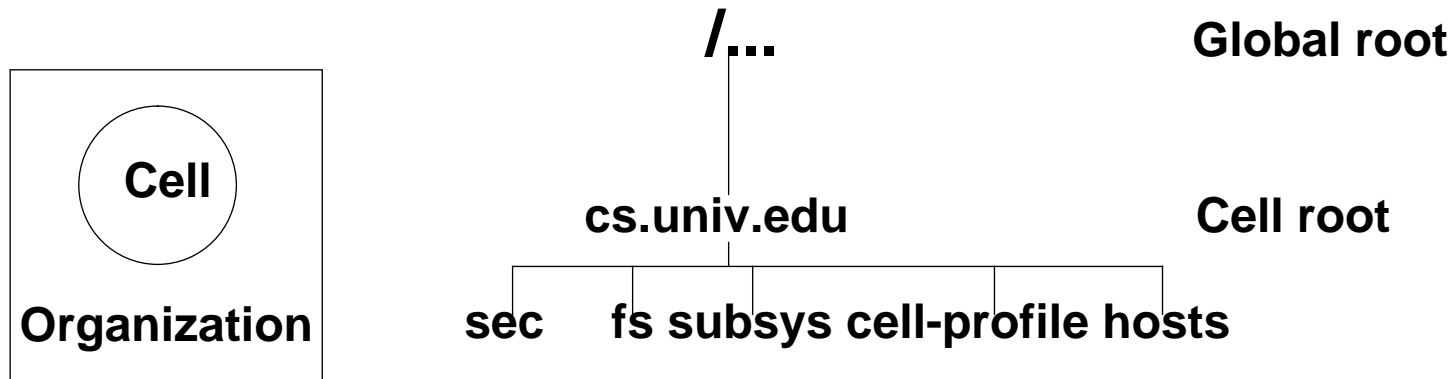 /... Global root
Cell
cs.univ.edu Cell root
Organization sec fs subsys cell-profile hosts